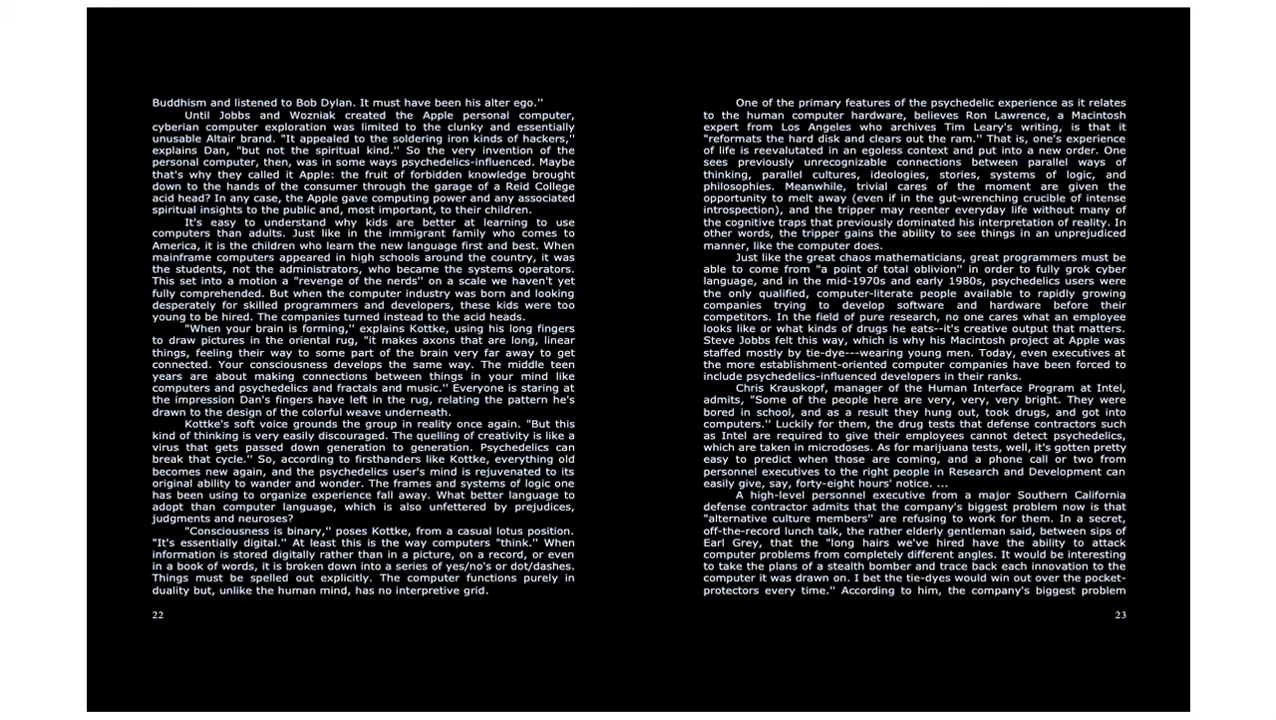 Buddhism and listened to Bob Dylan. It must have been his alter ego.''
Until Jobbs and Wozniak created the Apple personal computer,
cyberian computer exploration was limited to the clunky and essentially
unusable Altair brand. "It appealed to the soldering iron kinds of hackers,''
explains Dan, "but not the spiritual kind.'' So the very invention of the
personal computer, then, was in some ways psychedelics-influenced. Maybe
that's why they called it Apple: the fruit of forbidden knowledge brought
down to the hands of the consumer through the garage of a Reid College
acid head? In any case, the Apple gave computing power and any associated
spiritual insights to the public and, most important, to their children.
It's easy to understand why kids are better at learning to use
computers than adults. Just like in the immigrant family who comes to
America, it is the children who learn the new language first and best. When
mainframe computers appeared in high schools around the country, it was
the students, not the administrators, who became the systems operators.
This set into a motion a "revenge of the nerds'' on a scale we haven't yet
fully comprehended. But when the computer industry was born and looking
desperately for skilled programmers and developers, these kids were too
young to be hired. The companies turned instead to the acid heads.
"When your brain is forming,'' explains Kottke, using his long fingers
to draw pictures in the oriental rug, "it makes axons that are long, linear
things, feeling their way to some part of the brain very far away to get
connected. Your consciousness develops the same way. The middle teen
years are about making connections between things in your mind like
computers and psychedelics and fractals and music.'' Everyone is staring at
the impression Dan's fingers have left in the rug, relating the pattern he's
drawn to the design of the colorful weave underneath.
Kottke's soft voice grounds the group in reality once again. "But this
kind of thinking is very easily discouraged. The quelling of creativity is like a
virus that gets passed down generation to generation. Psychedelics can
break that cycle.'' So, according to firsthanders like Kottke, everything old
becomes new again, and the psychedelics user's mind is rejuvenated to its
original ability to wander and wonder. The frames and systems of logic one
has been using to organize experience fall away. What better language to
adopt than computer language, which is also unfettered by prejudices,
judgments and neuroses?
"Consciousness is binary,'' poses Kottke, from a casual lotus position.
"It's essentially digital.'' At least this is the way computers "think.'' When
information is stored digitally rather than in a picture, on a record, or even
in a book of words, it is broken down into a series of yes/no's or dot/dashes.
Things must be spelled out explicitly. The computer functions purely in
duality but, unlike the human mind, has no interpretive grid.
22
One of the primary features of the psychedelic experience as it relates
to the human computer hardware, believes Ron Lawrence, a Macintosh
expert from Los Angeles who archives Tim Leary's writing, is that it
"reformats the hard disk and clears out the ram.'' That is, one's experience
of life is reevalutated in an egoless context and put into a new order. One
sees previously unrecognizable connections between parallel ways of
thinking, parallel cultures, ideologies, stories, systems of logic, and
philosophies. Meanwhile, trivial cares of the moment are given the
opportunity to melt away (even if in the gut-wrenching crucible of intense
introspection), and the tripper may reenter everyday life without many of
the cognitive traps that previously dominated his interpretation of reality. In
other words, the tripper gains the ability to see things in an unprejudiced
manner, like the computer does.
Just like the great chaos mathematicians, great programmers must be
able to come from "a point of total oblivion'' in order to fully grok cyber
language, and in the mid-1970s and early 1980s, psychedelics users were
the only qualified, computer-literate people available to rapidly growing
companies trying to develop software and hardware before their
competitors. In the field of pure research, no one cares what an employee
looks like or what kinds of drugs he eats--it's creative output that matters.
Steve Jobbs felt this way, which is why his Macintosh project at Apple was
staffed mostly by tie-dye---wearing young men. Today, even executives at
the more establishment-oriented computer companies have been forced to
include psychedelics-influenced developers in their ranks.
Chris Krauskopf, manager of the Human Interface Program at Intel,
admits, "Some of the people here are very, very, very bright. They were
bored in school, and as a result they hung out, took drugs, and got into
computers.'' Luckily for them, the drug tests that defense contractors such
as Intel are required to give their employees cannot detect psychedelics,
which are taken in microdoses. As for marijuana tests, well, it's gotten pretty
easy to predict when those are coming, and a phone call or two from
personnel executives to the right people in Research and Development can
easily give, say, forty-eight hours' notice. ...
A high-level personnel executive from a major Southern California
defense contractor admits that the company's biggest problem now is that
"alternative culture members'' are refusing to work for them. In a secret,
off-the-record lunch talk, the rather elderly gentleman said, between sips of
Earl Grey, that the "long hairs we've hired have the ability to attack
computer problems from completely different angles. It would be interesting
to take the plans of a stealth bomber and trace back each innovation to the
computer it was drawn on. I bet the tie-dyes would win out over the pocket-
protectors every time.'' According to him, the company's biggest problem
23